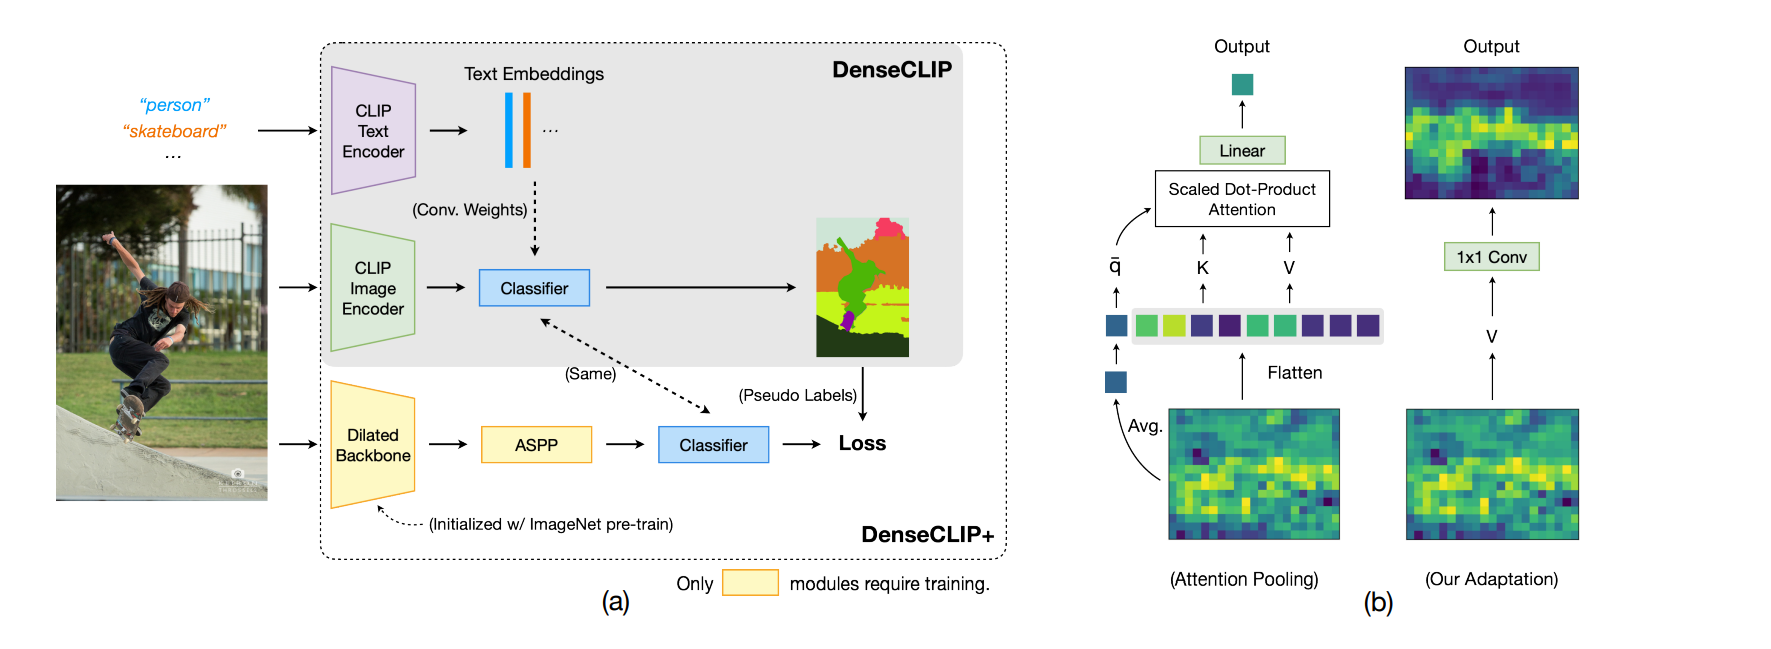 DenseCLIP
Text Embeddings
“person”
“skateboard”
...
CLIP
Text
Encoder
...
(Conv. Weights)
CLIP
Image
Encoder
Classifier
(Same)
(Pseudo Labels)
Dilated
Backbone
ASPP
Classifier
Loss
(Initialized w/ ImageNet pre-train)
DenseCLIP+
Only modules require training.
(a)
Output
Linear
Scaled Dot-Product
Attention
q̄
K
V
Flatten
Avg.
(Attention Pooling)
Output
1x1 Conv
V
(Our Adaptation)
(b)